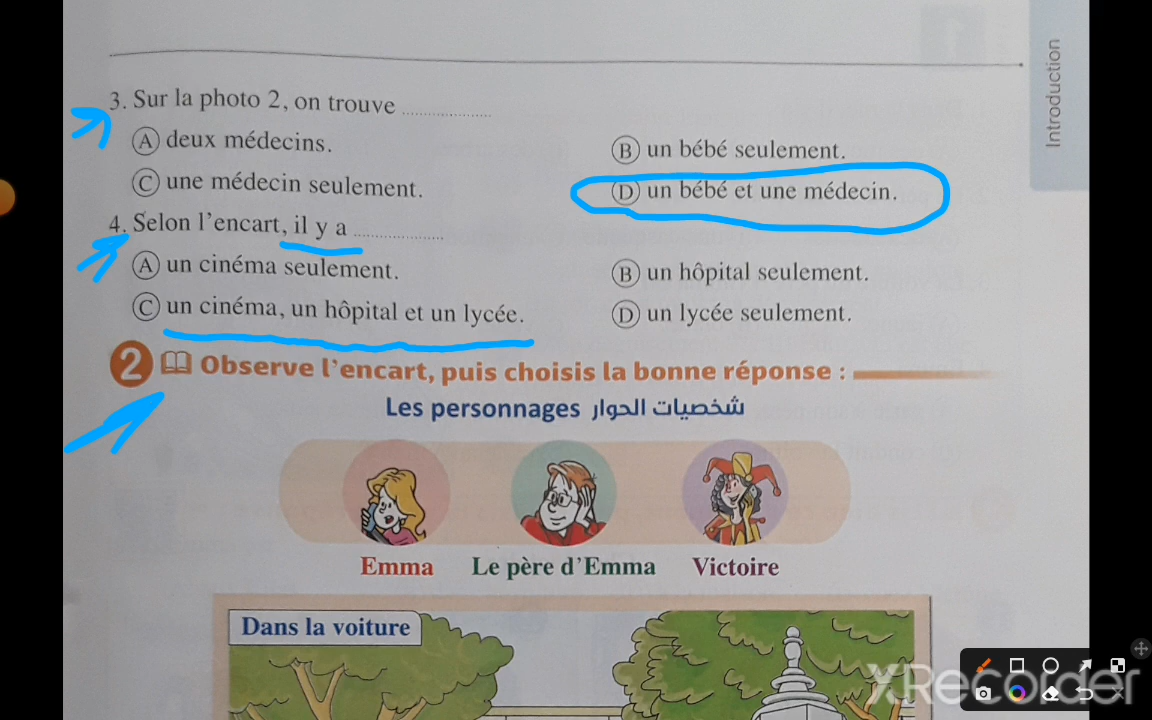 Introduction
3. Sur la photo 2, on trouve ....................
A deux médecins.
B un bébé seulement.
C une médecin seulement.
D un bébé et une médecin.
4. Selon l'encart, il y a ....................
A un cinéma seulement.
B un hôpital seulement.
C un cinéma, un hôpital et un lycée.
D un lycée seulement.
2 Observe l'encart, puis choisis la bonne réponse :
Les personnages شخصيات الحوار
Emma Le père d'Emma Victoire
Dans la voiture
XRecorder